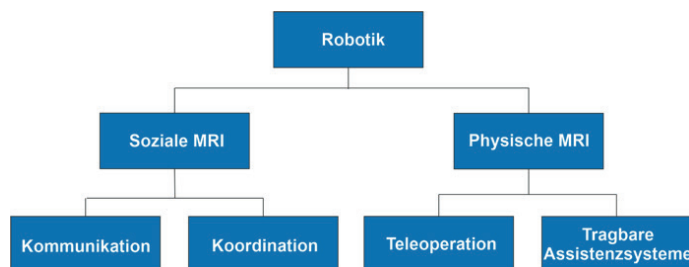 Robotik
Soziale MRI
Physische MRI
Kommunikation
Koordination
Teleoperation
Tragbare
Assistenzsysteme